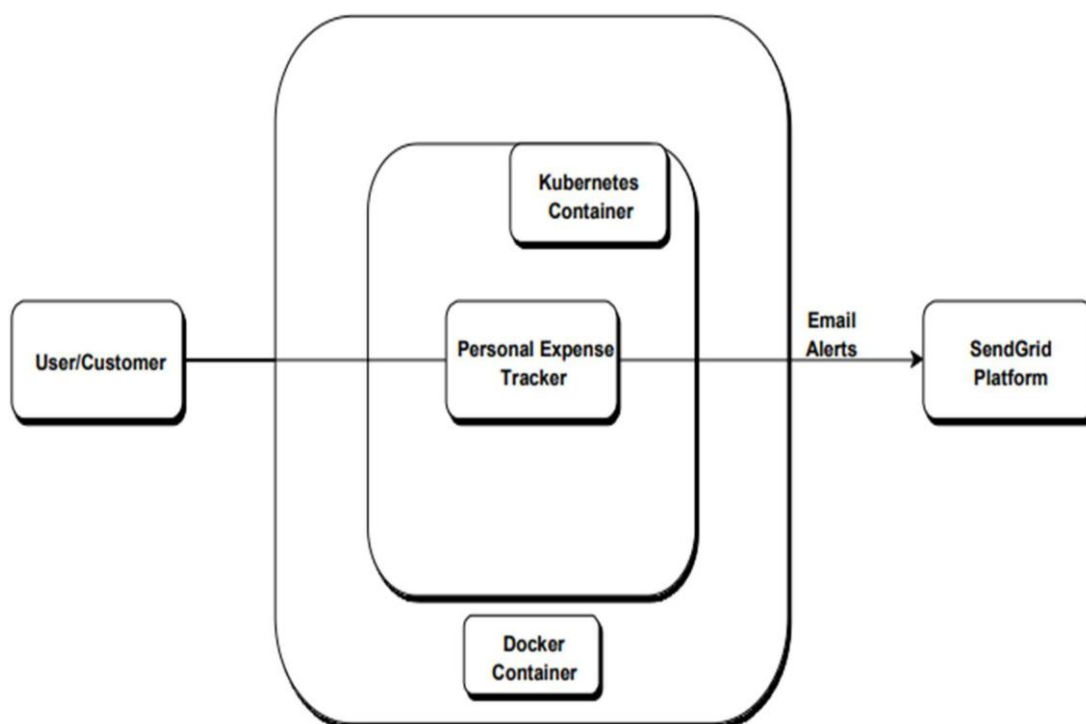 Kubernetes
Container
User/Customer
Personal Expense
Tracker
Email
Alerts
SendGrid
Platform
Docker
Container